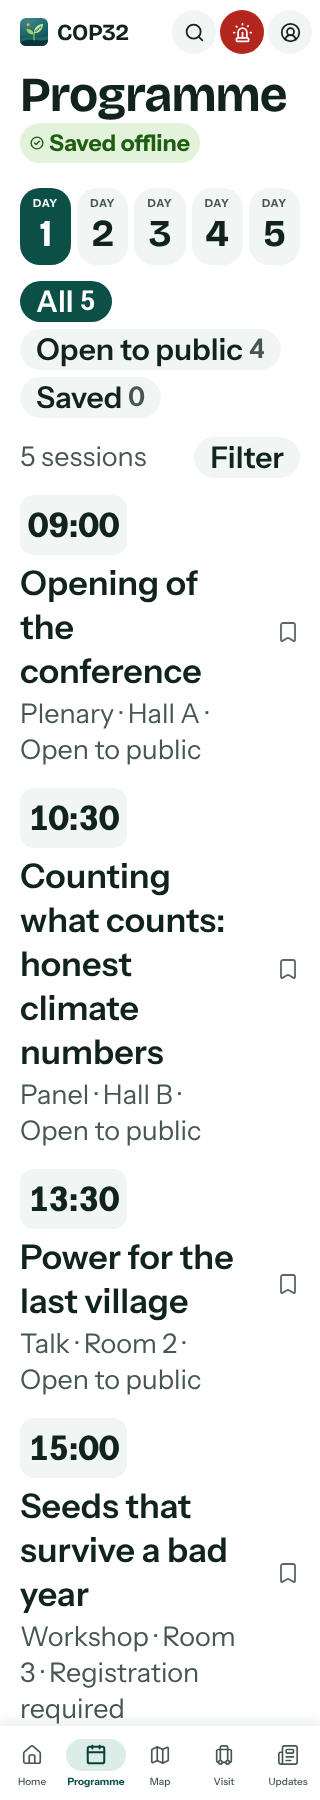 COP32
Programme
Saved offline
DAY DAY DAY DAY DAY
1 2 3 4 5
All 5
Open to public 4
Saved 0
5 sessions Filter
09:00
Opening of
the
conference
Plenary · Hall A ·
Open to public
10:30
Counting
what counts:
honest
climate
numbers
Panel · Hall B ·
Open to public
13:30
Power for the
last village
Talk · Room 2 ·
Open to public
15:00
Seeds that
survive a bad
year
Workshop · Room
3 · Registration
required
Home Programme Map Visit Updates